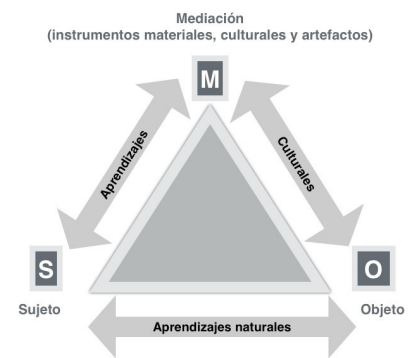 Mediación
(instrumentos materiales, culturales y artefactos)
M
Aprendizajes
Culturales
S
O
Sujeto
Objeto
Aprendizajes naturales